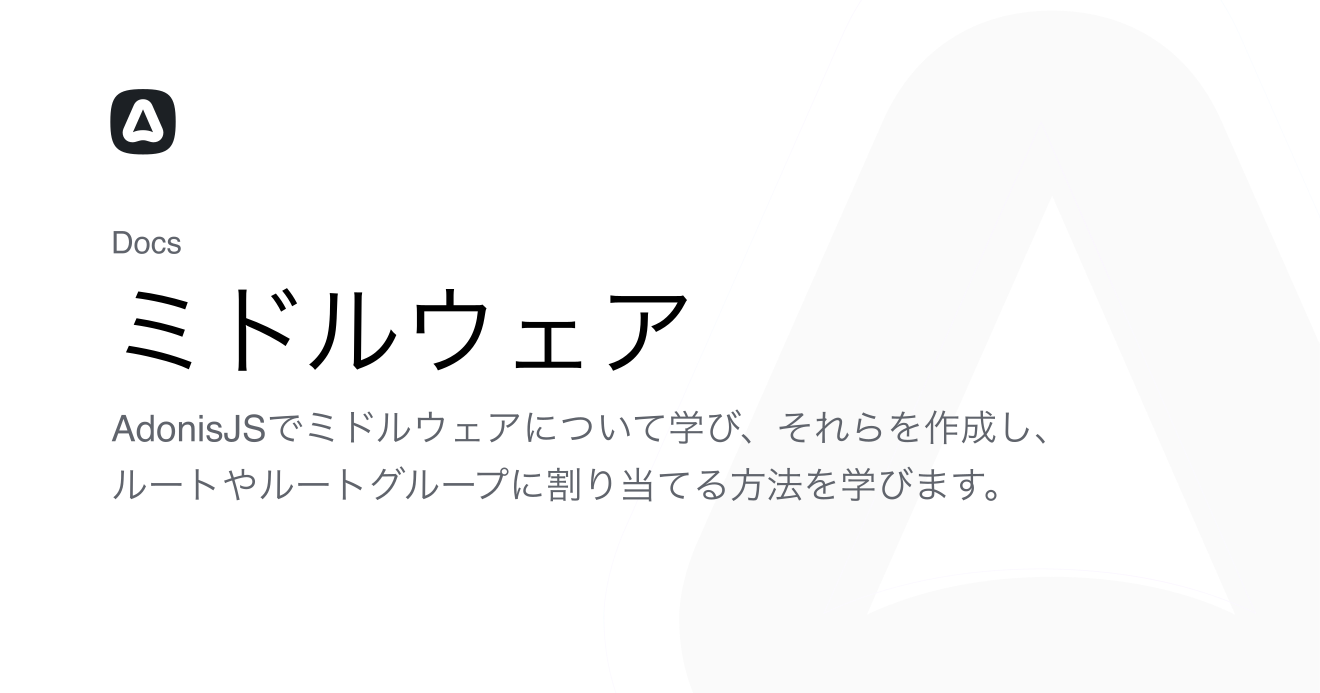 Docs
ミドルウェア
AdonisJSでミドルウェアについて学び、それらを作成し、
ルートやルートグループに割り当てる方法を学びます。